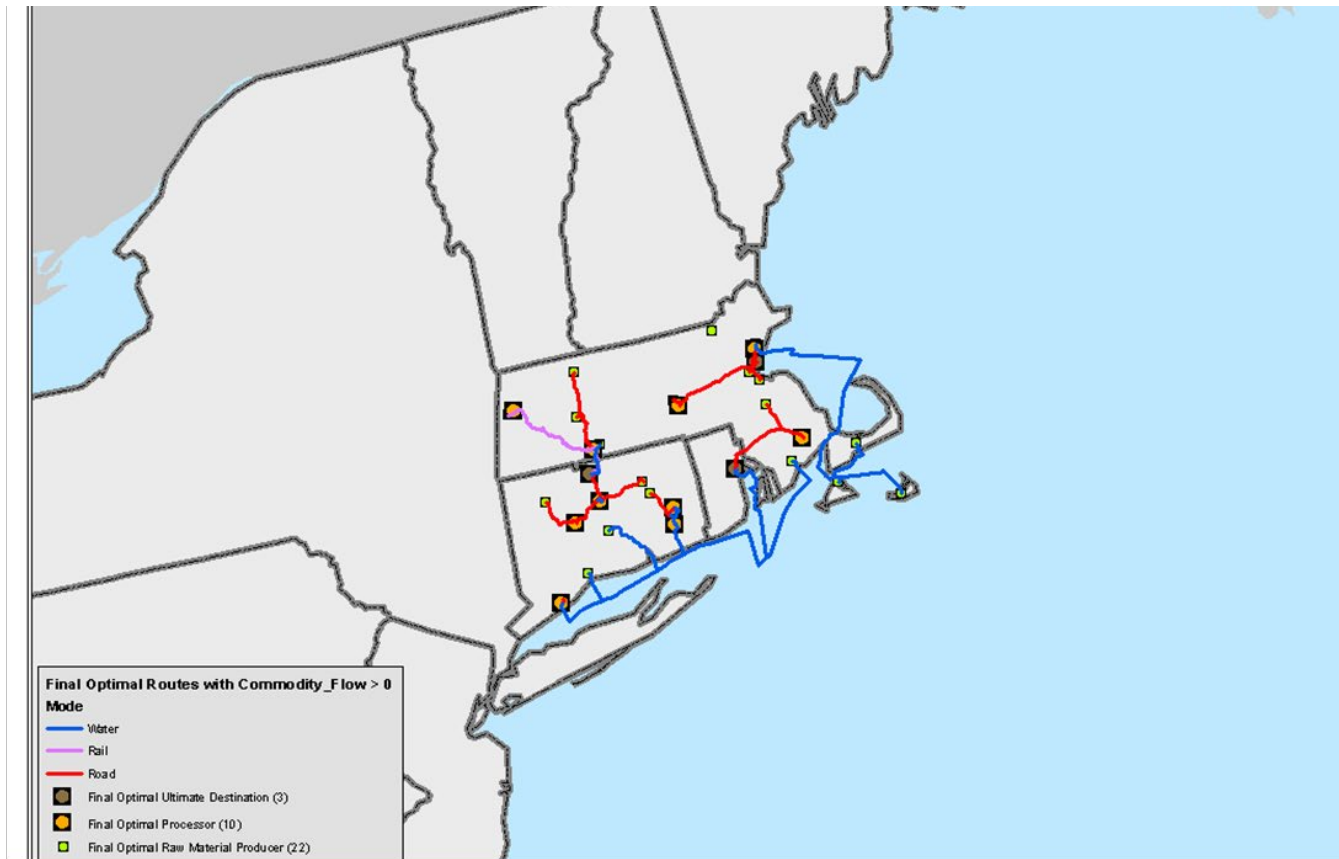 Final Optimal Routes with Commodity_Flow > 0
Mode
Water
Rail
Road
Final Optimal Ultimate Destination (3)
Final Optimal Processor (10)
Final Optimal Raw Material Producer (22)